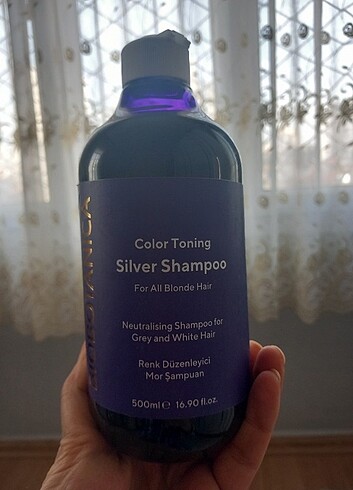 Color Toning
Silver Shampoo
For All Blonde Hair
Neutralising Shampoo for
Grey and White Hair
Renk Düzenleyici
Mor Şampuan
500ml ℮ 16.90 fl.oz.